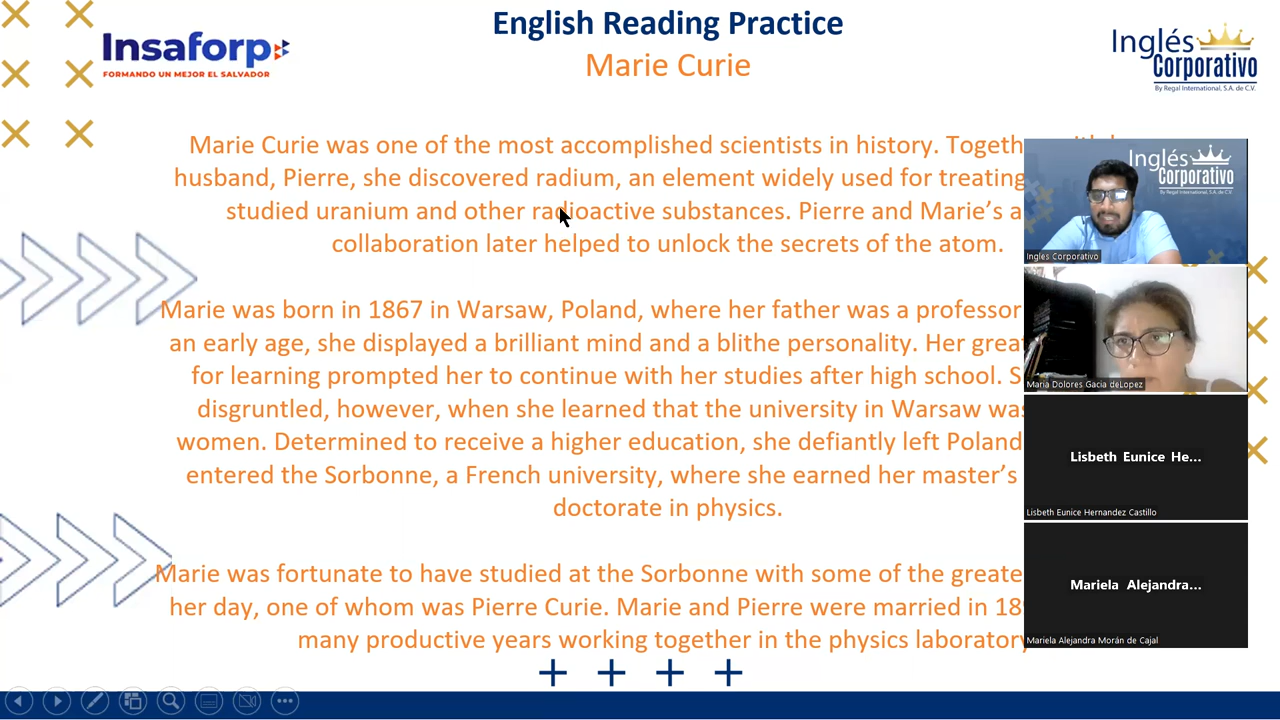 English Reading Practice
Marie Curie
Insaforp
FORMANDO UN MEJOR EL SALVADOR
Inglés
Corporativo
By Regal International, S.A. de C.V.
Marie Curie was one of the most accomplished scientists in history.
husband, Pierre, she discovered radium, an element widely used for treating
studied uranium and other radioactive substances. Pierre and Marie's
collaboration later helped to unlock the secrets of the atom.
Marie was born in 1867 in Warsaw, Poland, where her father was a professor
an early age, she displayed a brilliant mind and a blithe personality. Her
for learning prompted her to continue with her studies after high school.
disgruntled, however, when she learned that the university in Warsaw
women. Determined to receive a higher education, she defiantly left Poland
entered the Sorbonne, a French university, where she earned her master's
doctorate in physics.
Marie was fortunate to have studied at the Sorbonne with some of the
her day, one of whom was Pierre Curie. Marie and Pierre were married in
many productive years working together in the physics laboratory
Inglés
Corporativo
By Regal International, S.A. de C.V.
Inglés Corporativo
Maria Dolores Gacia deLopez
Lisbeth Eunice He...
Lisbeth Eunice Hernandez Castillo
Mariela Alejandra...
Mariela Alejandra Morán de Cajal